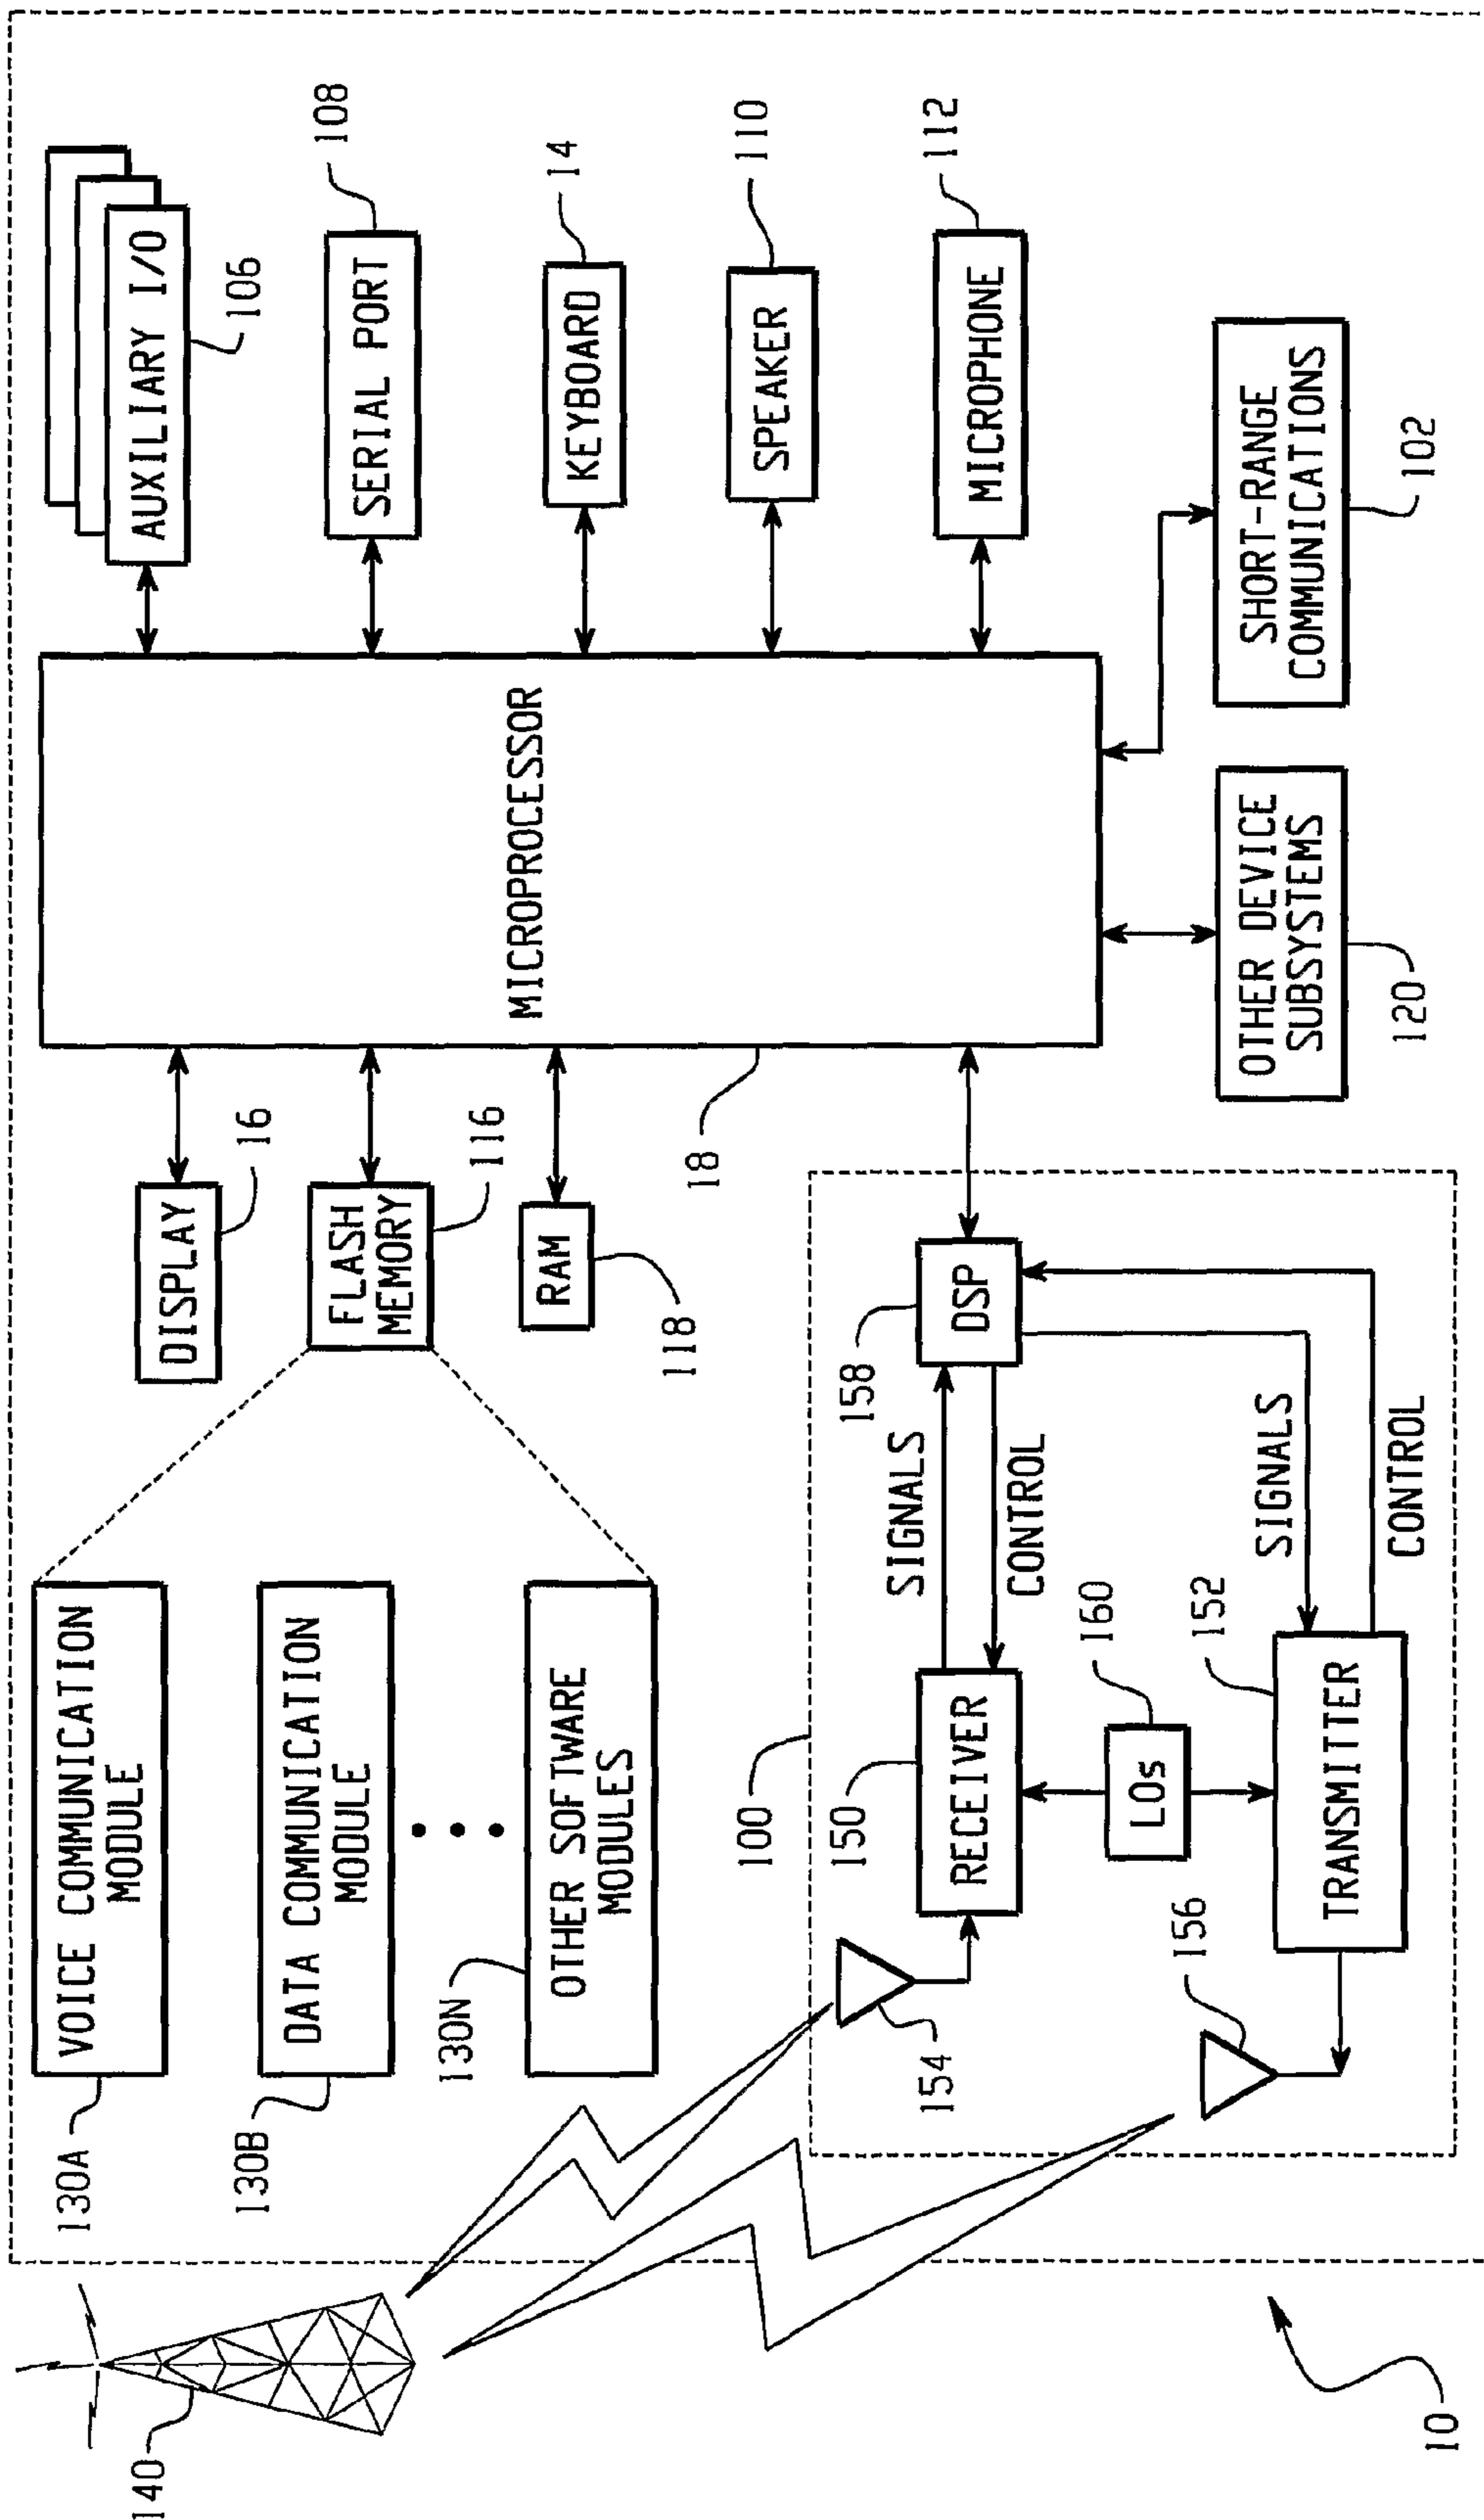 140
130A
VOICE COMMUNICATION
MODULE
130B
DATA COMMUNICATION
MODULE
130N
OTHER SOFTWARE
MODULES
DISPLAY
16
FLASH
MEMORY
116
RAM
118
18
MICROPROCESSOR
AUXILIARY I/O
106
SERIAL PORT
108
KEYBOARD
14
SPEAKER
110
MICROPHONE
112
SHORT-RANGE
COMMUNICATIONS
102
OTHER DEVICE
SUBSYSTEMS
120
100
154
150
RECEIVER
SIGNALS
CONTROL
158
DSP
160
LOs
156
152
TRANSMITTER
SIGNALS
CONTROL
10